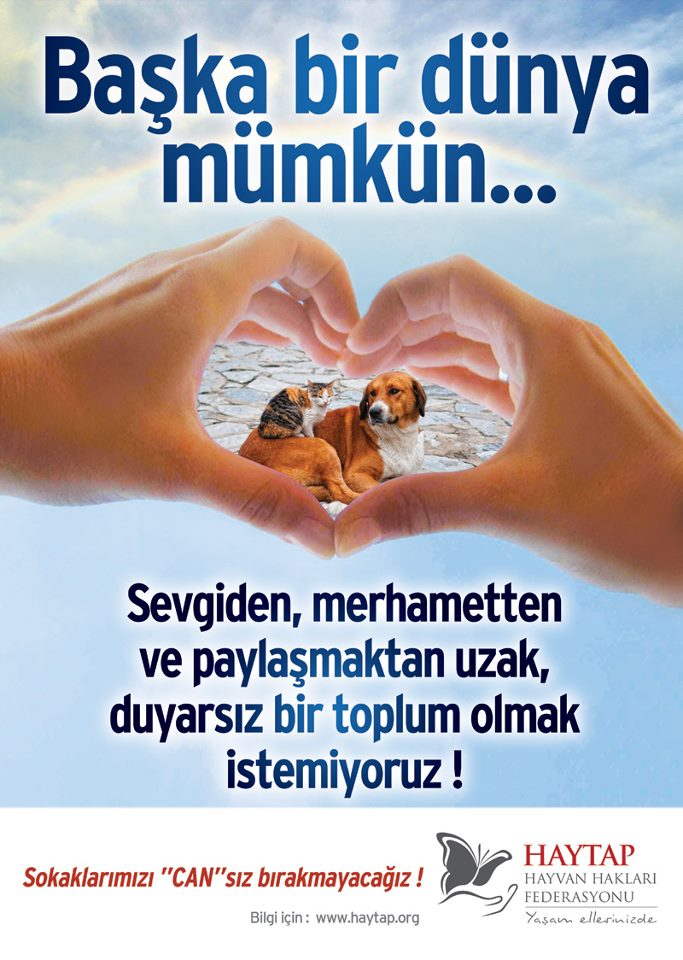 Başka bir dünya
mümkün...
Sevgiden, merhametten
ve paylaşmaktan uzak,
duyarsız bir toplum olmak
istemiyoruz !
Sokaklarımızı "CAN"sız bırakmayacağız !
Bilgi için : www.haytap.org
HAYTAP
HAYVAN HAKLARI
FEDERASYONU
Yaşam ellerinizde